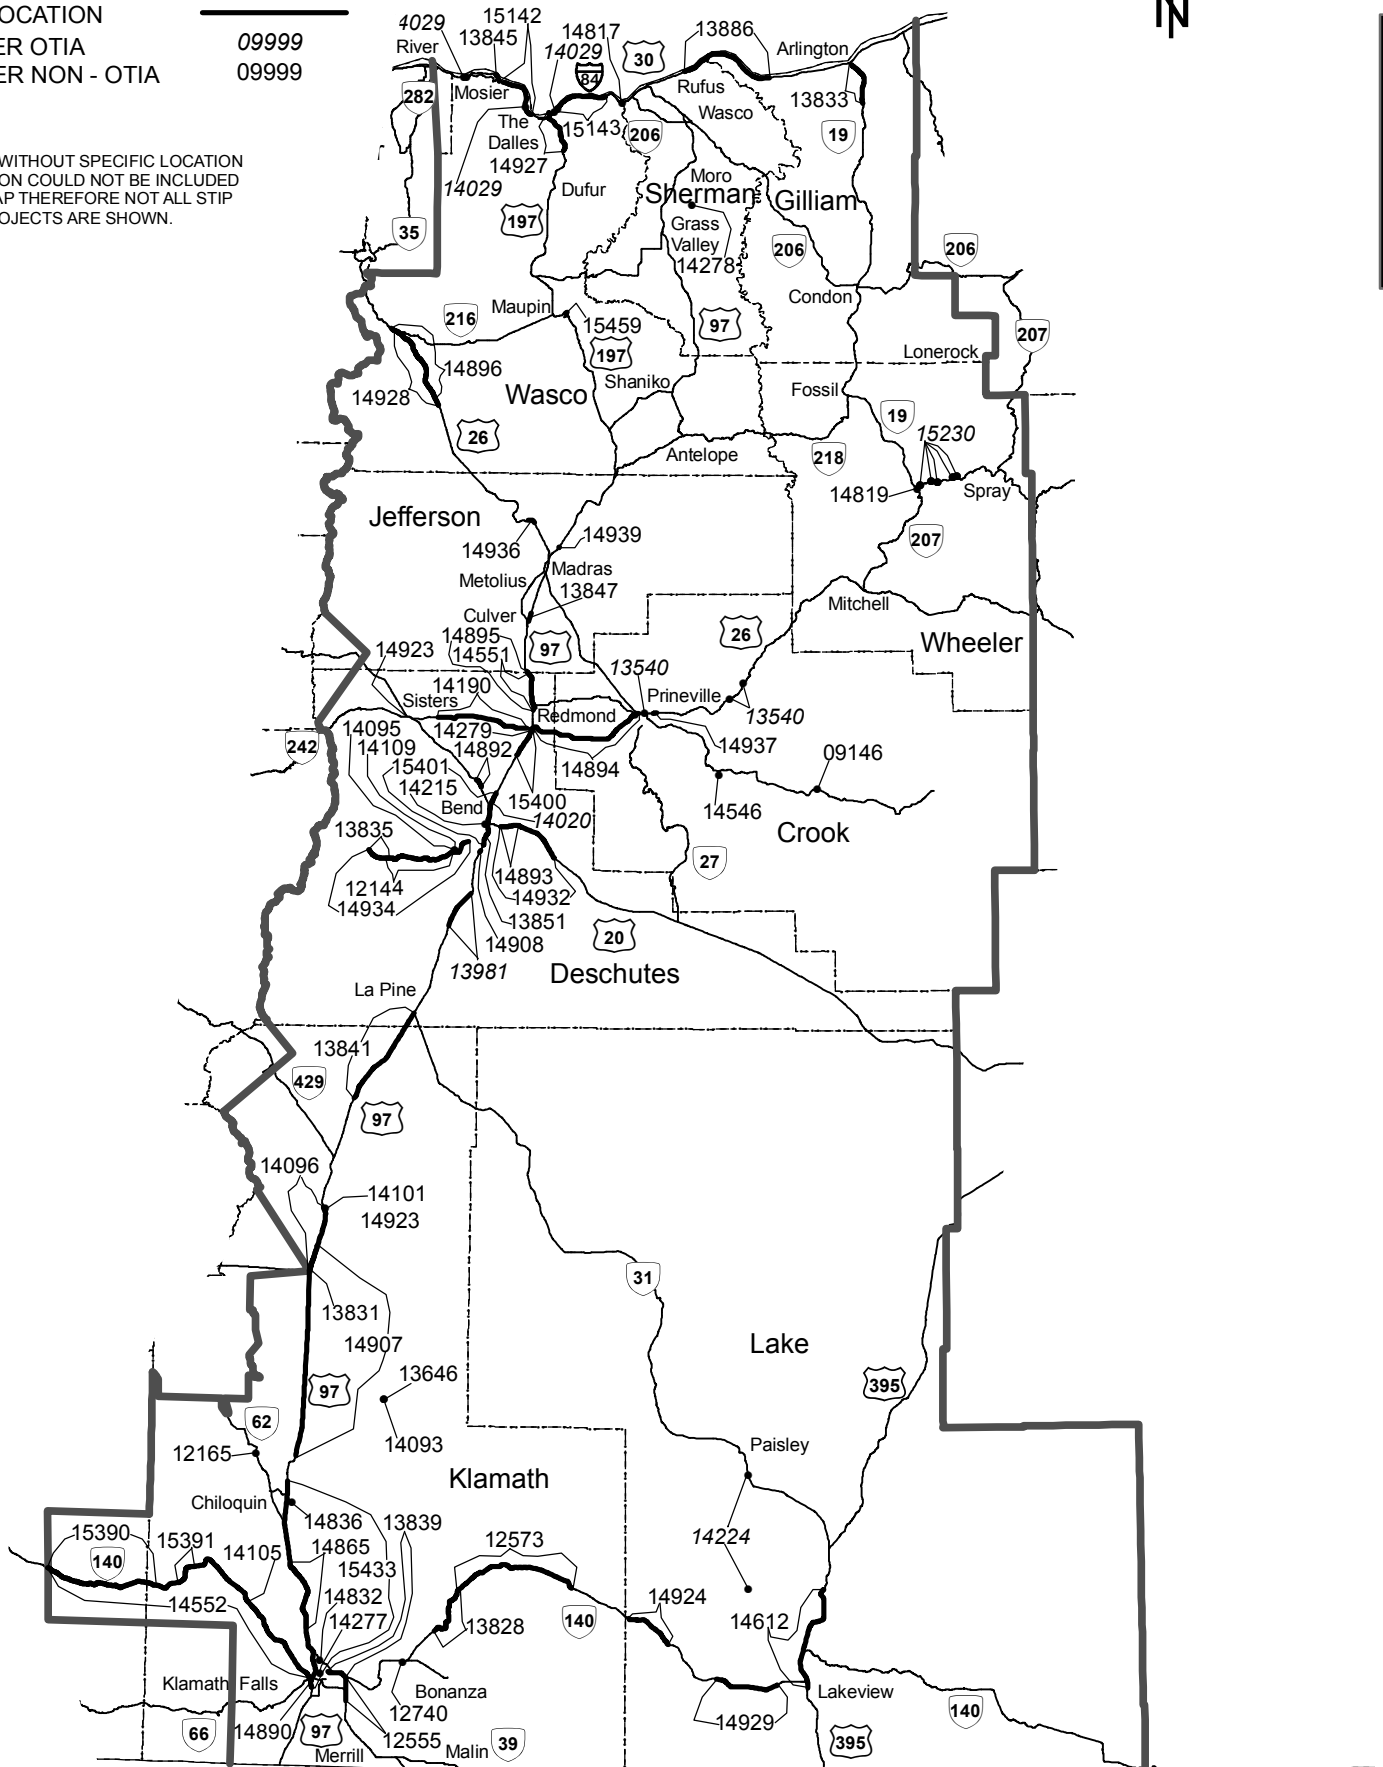 OCATION
ER OTIA 09999
ER NON - OTIA 09999
N
WITHOUT SPECIFIC LOCATION
ON COULD NOT BE INCLUDED
AP THEREFORE NOT ALL STIP
OJECTS ARE SHOWN.
4029
15142
13845
14817
14029
13886
River
30
Arlington
84
282
Mosier
Rufus
13833
Wasco
The
Dalles
15143
206
19
14927
14029
Dufur
Moro
Sherman
Gilliam
197
35
Grass
Valley
14278
206
206
Condon
Maupin
216
15459
97
207
197
Lonerock
14896
14928
Wasco
Shaniko
Fossil
19
15230
26
Antelope
218
14819
Spray
Jefferson
14936
14939
207
Metolius
Madras
13847
Mitchell
Culver
14895
14551
97
26
Wheeler
14923
13540
14190
Sisters
Prineville
13540
Redmond
14095
14279
14109
14892
242
14937
15401
14894
09146
14215
15400
14546
Bend
14020
Crook
13835
27
12144
14893
14934
14932
13851
14908
20
13981
Deschutes
La Pine
13841
429
97
14096
14101
14923
31
13831
14907
Lake
13646
97
395
62
14093
12165
Paisley
Klamath
Chiloquin
14836
13839
15390
15391
14105
14865
12573
14224
140
15433
14552
14832
14924
14277
13828
140
14612
Klamath Falls
Bonanza
Lakeview
12740
14929
140
66
14890
97
12555
Merrill
Malin
39
395